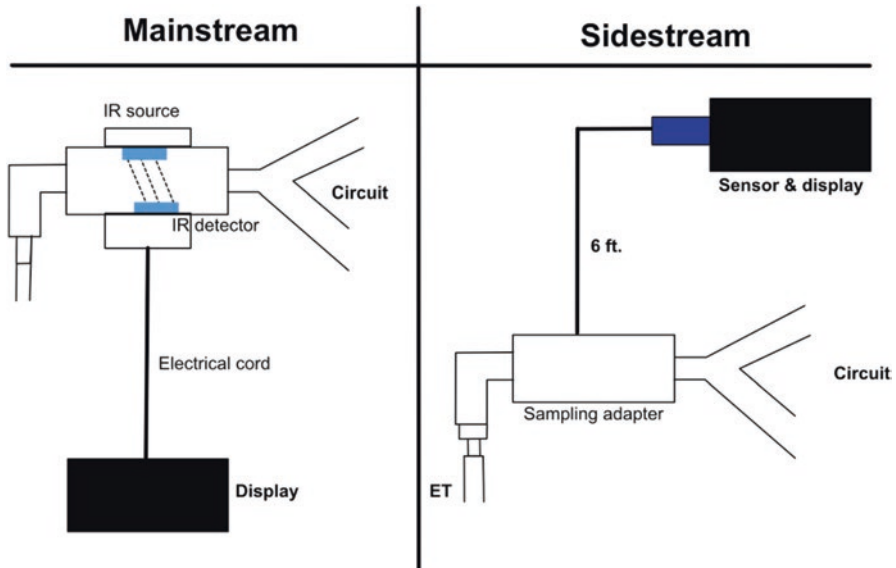 Mainstream
Sidestream
IR source
Circuit
IR detector
Electrical cord
Display
Sensor & display
6 ft.
Circuit
Sampling adapter
ET